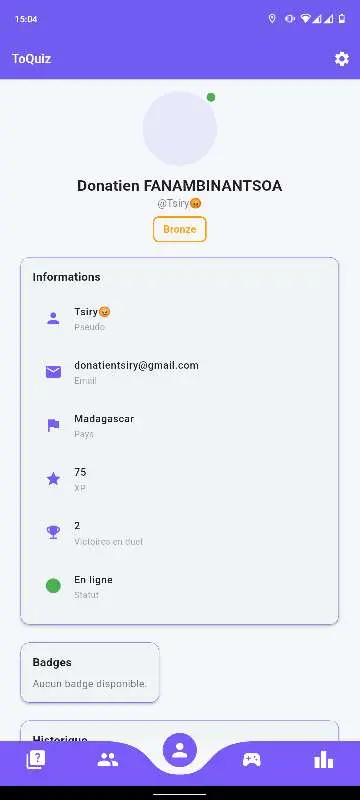 15:04
ToQuiz
Donatien FANAMBINANTSOA
@Tsiry😡
Bronze
Informations
Tsiry😡
Pseudo
donatientsiry@gmail.com
Email
Madagascar
Pays
75
XP
2
Victoires en duel
En ligne
Statut
Badges
Aucun badge disponible.
Historique